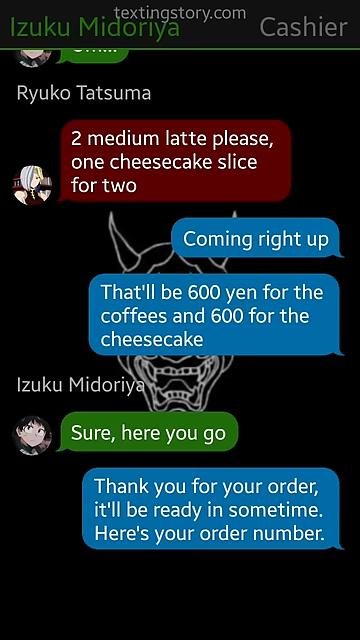 textingstory.com
Izuku Midoriya
Cashier
Ryuko Tatsuma
2 medium latte please,
one cheesecake slice
for two
Coming right up
That'll be 600 yen for the
coffees and 600 for the
cheesecake
Izuku Midoriya
Sure, here you go
Thank you for your order,
it'll be ready in sometime.
Here's your order number.